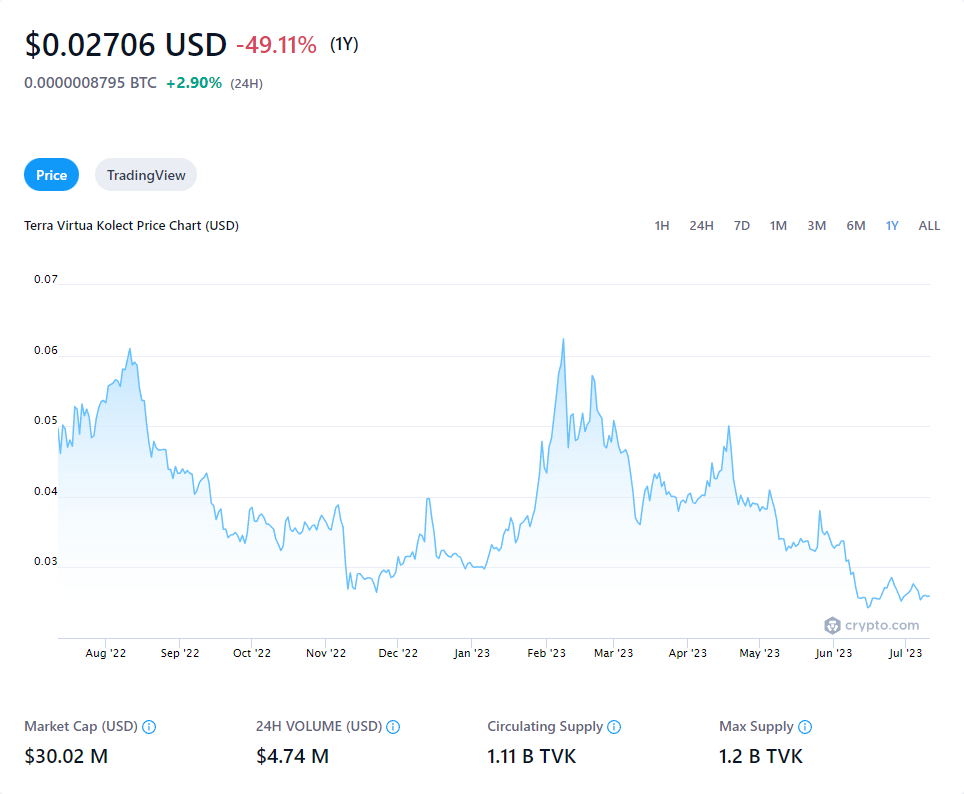 $0.02706 USD -49.11% (1Y)
0.0000008795 BTC +2.90% (24H)
Price TradingView
Terra Virtua Kolect Price Chart (USD) 1H 24H 7D 1M 3M 6M 1Y ALL
0.07
0.06
0.05
0.04
0.03
crypto.com
Aug '22 Sep '22 Oct '22 Nov '22 Dec '22 Jan '23 Feb '23 Mar '23 Apr '23 May '23 Jun '23 Jul '23
Market Cap (USD) 24H VOLUME (USD) Circulating Supply Max Supply
$30.02 M $4.74 M 1.11 B TVK 1.2 B TVK